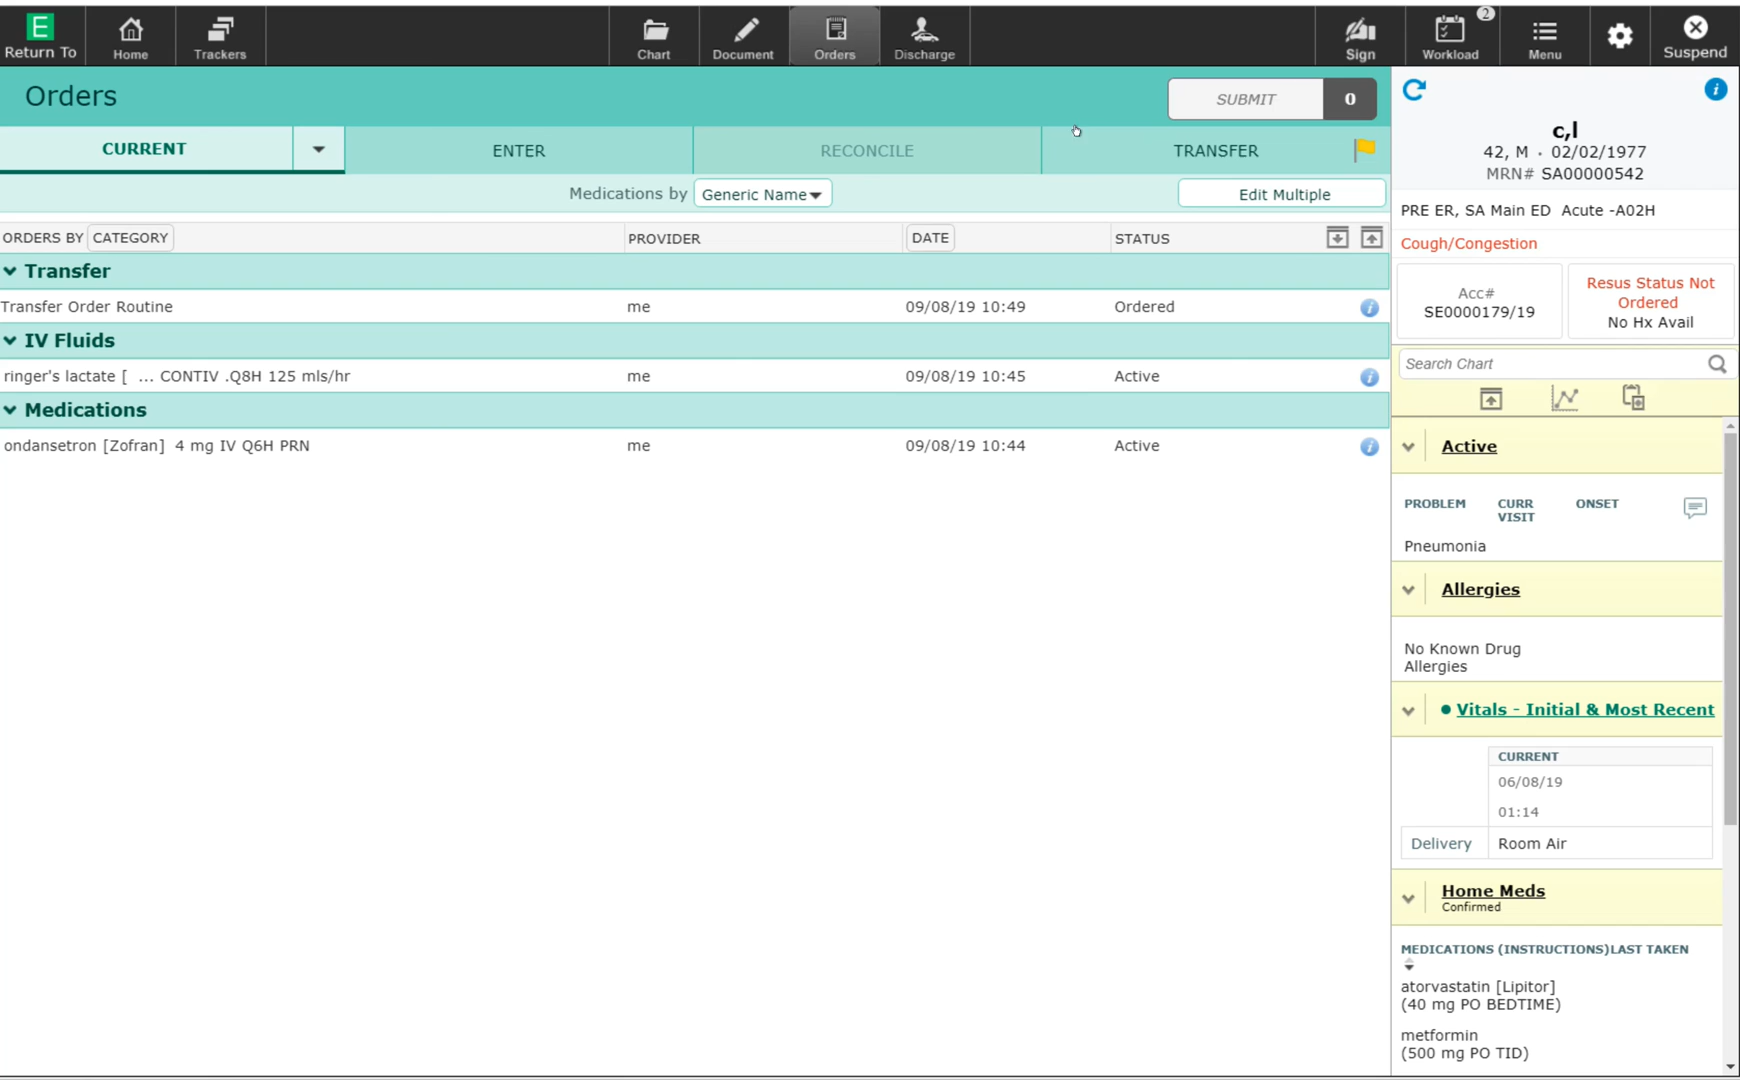 E
Return To
Home
Trackers
Chart
Document
Orders
Discharge
Sign
2
Workload
Menu
Suspend
Orders
SUBMIT 0
CURRENT
ENTER
RECONCILE
TRANSFER
Medications by Generic Name
Edit Multiple
ORDERS BY CATEGORY PROVIDER DATE STATUS
Transfer
Transfer Order Routine me 09/08/19 10:49 Ordered
IV Fluids
ringer's lactate [ ... CONTIV .Q8H 125 mls/hr me 09/08/19 10:45 Active
Medications
ondansetron [Zofran] 4 mg IV Q6H PRN me 09/08/19 10:44 Active
c,l
42, M · 02/02/1977
MRN# SA00000542
PRE ER, SA Main ED Acute -A02H
Cough/Congestion
Acc#
SE0000179/19
Resus Status Not
Ordered
No Hx Avail
Search Chart
Active
PROBLEM CURR ONSET
VISIT
Pneumonia
Allergies
No Known Drug
Allergies
Vitals - Initial & Most Recent
CURRENT
06/08/19
01:14
Delivery Room Air
Home Meds
Confirmed
MEDICATIONS (INSTRUCTIONS)LAST TAKEN
atorvastatin [Lipitor]
(40 mg PO BEDTIME)
metformin
(500 mg PO TID)